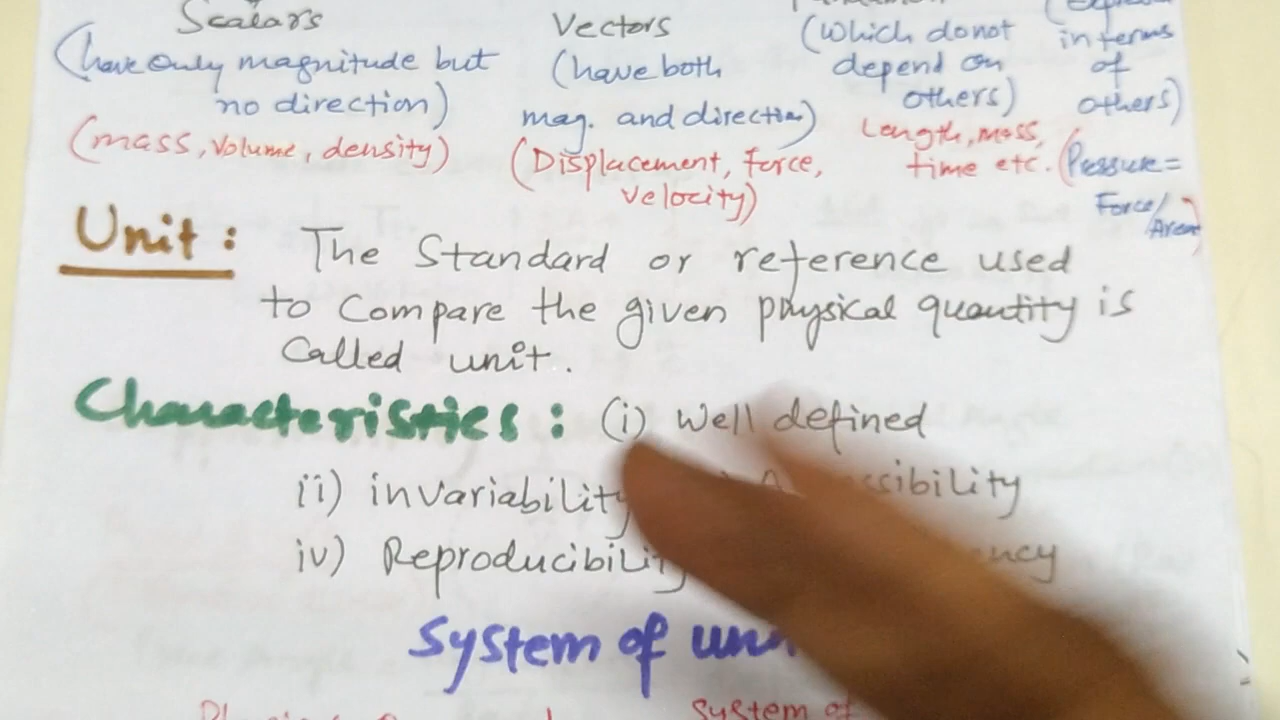 Scalars
(have only magnitude but
no direction)
(mass, volume, density)
Vectors
(have both
mag. and direction)
(Displacement, force,
velocity)
(which do not
depend on
others)
Length, mass,
time etc.
in terms
of
others)
(Pressure =
Force/
Area)
Unit:
The standard or reference used
to compare the given physical quantity is
called unit.
Characteristics: (i) Well defined
ii) invariability
iv) Reproducibility
System of
System of